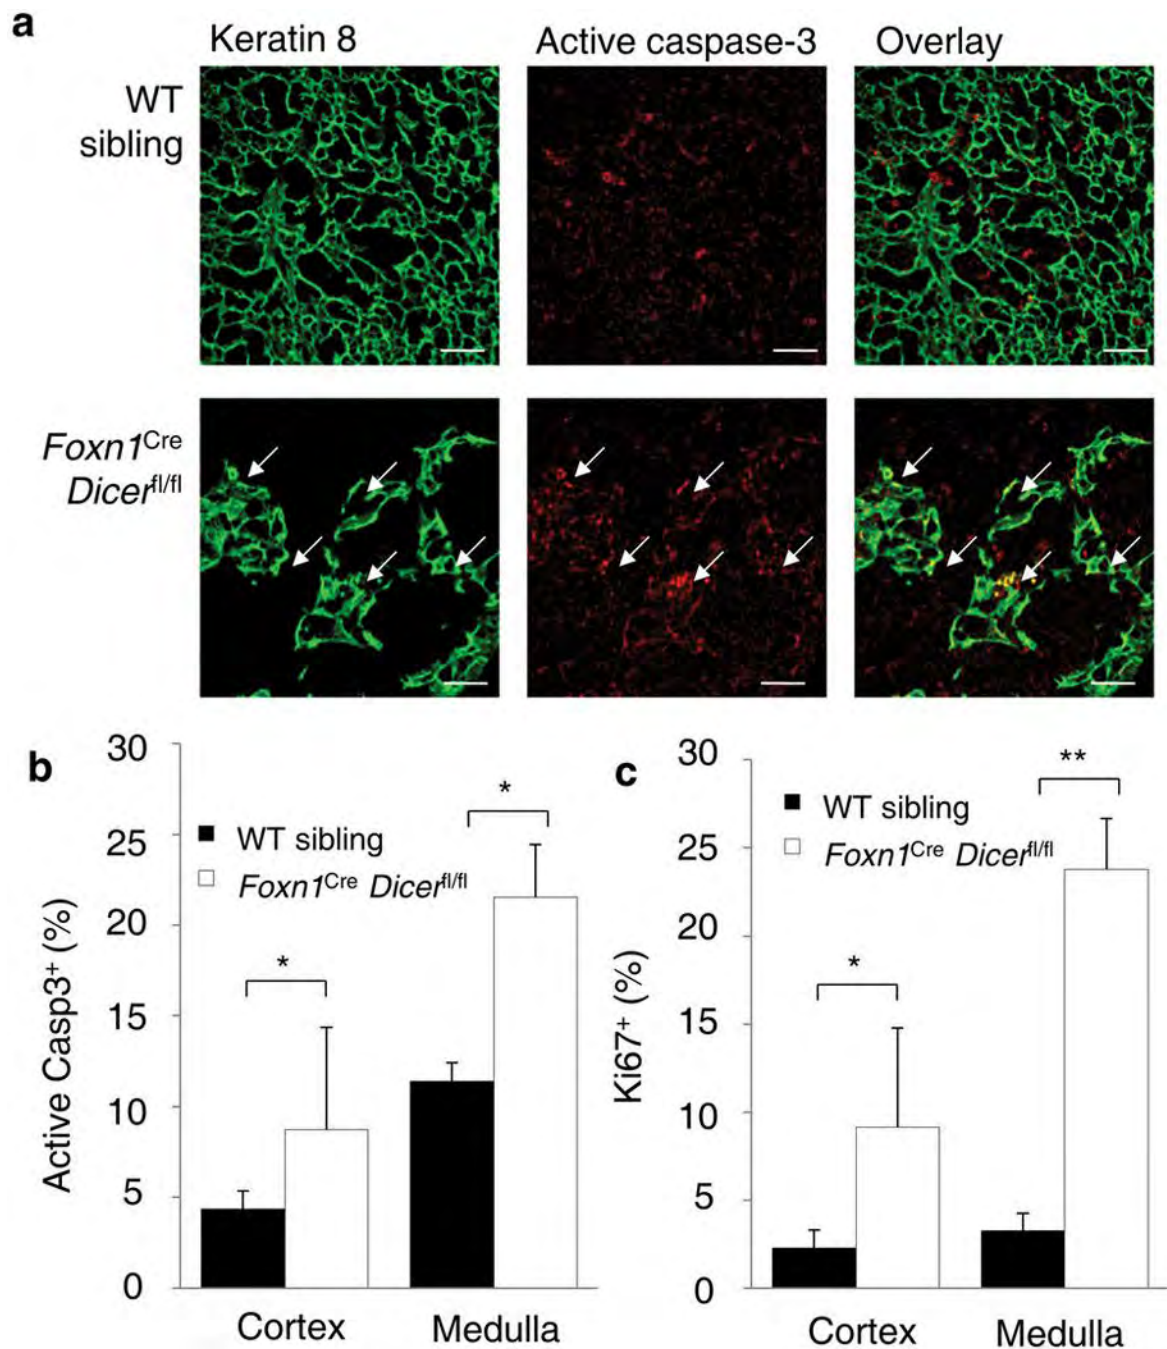 a
Keratin 8 Active caspase-3 Overlay
WT
sibling
Foxn1Cre
Dicerfl/fl
b
30
25
20
15
10
5
0
Active Casp3+ (%)
WT sibling
Foxn1Cre Dicerfl/fl
*
*
Cortex Medulla
c
30
25
20
15
10
5
0
Ki67+ (%)
WT sibling
Foxn1Cre Dicerfl/fl
*
**
Cortex Medulla